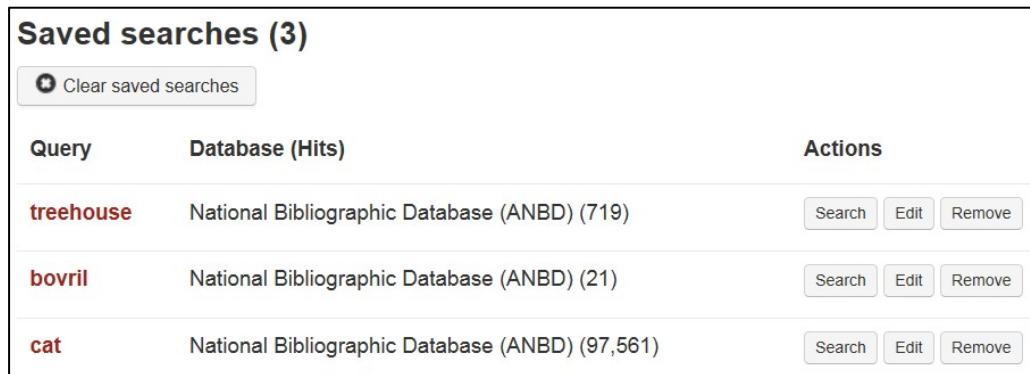 Saved searches (3)
Clear saved searches
Query Database (Hits) Actions
treehouse National Bibliographic Database (ANBD) (719) Search Edit Remove
bovril National Bibliographic Database (ANBD) (21) Search Edit Remove
cat National Bibliographic Database (ANBD) (97,561) Search Edit Remove